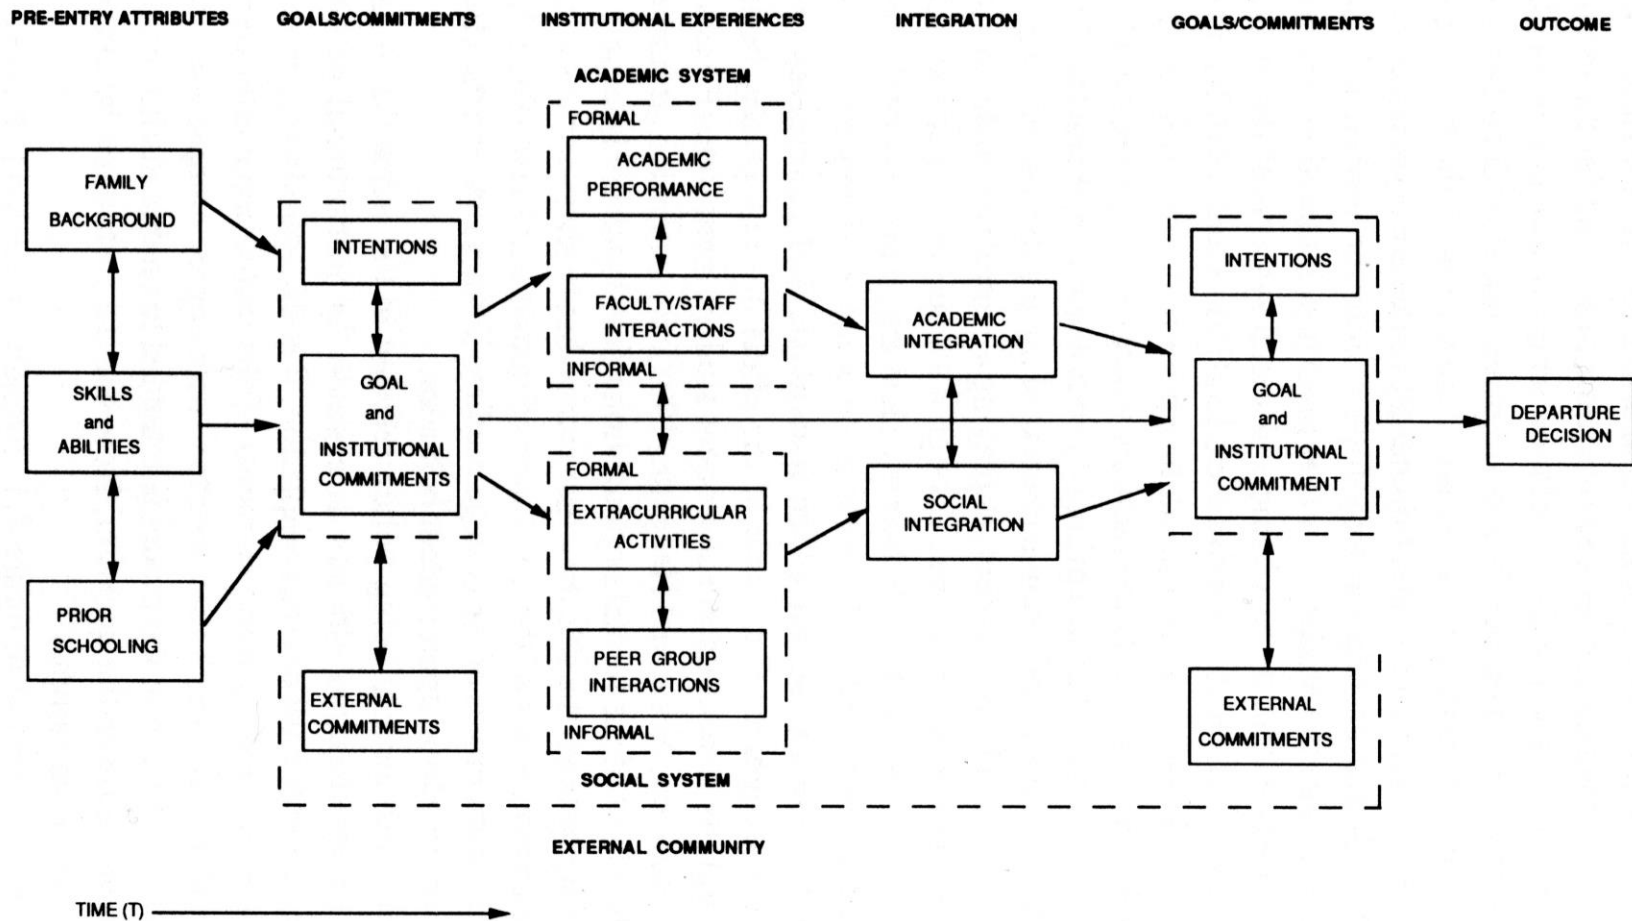 PRE-ENTRY ATTRIBUTES
GOALS/COMMITMENTS
INSTITUTIONAL EXPERIENCES
INTEGRATION
GOALS/COMMITMENTS
OUTCOME
FAMILY
BACKGROUND
SKILLS
and
ABILITIES
PRIOR
SCHOOLING
INTENTIONS
GOAL
and
INSTITUTIONAL
COMMITMENTS
EXTERNAL
COMMITMENTS
ACADEMIC SYSTEM
FORMAL
ACADEMIC
PERFORMANCE
FACULTY/STAFF
INTERACTIONS
INFORMAL
FORMAL
EXTRACURRICULAR
ACTIVITIES
PEER GROUP
INTERACTIONS
INFORMAL
SOCIAL SYSTEM
ACADEMIC
INTEGRATION
SOCIAL
INTEGRATION
INTENTIONS
GOAL
and
INSTITUTIONAL
COMMITMENT
EXTERNAL
COMMITMENTS
DEPARTURE
DECISION
EXTERNAL COMMUNITY
TIME (T)